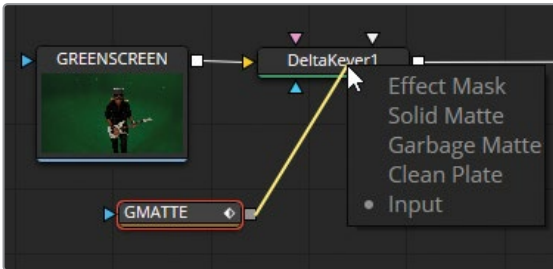 GREENSCREEN
DeltaKeyer1
Effect Mask
Solid Matte
Garbage Matte
Clean Plate
Input
GMATTE